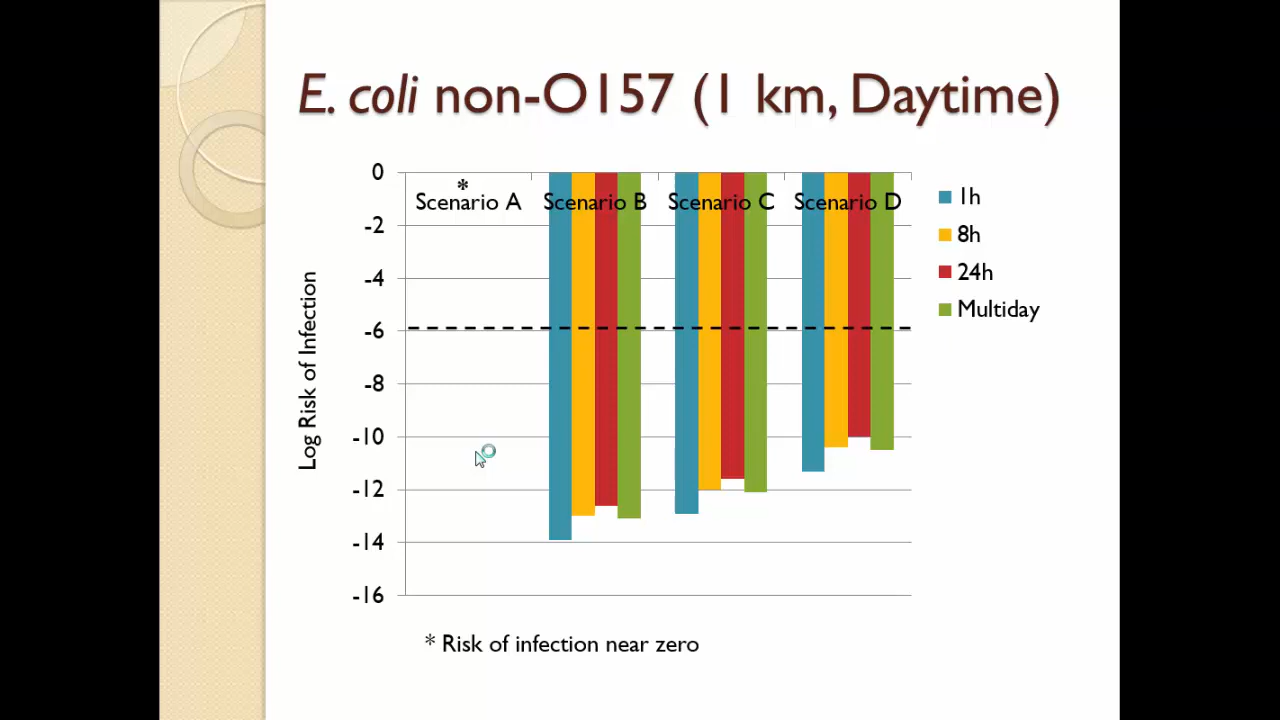 E. coli non-O157 (1 km, Daytime)
0
*
Scenario A Scenario B Scenario C Scenario D
-2
-4
-6
-8
-10
-12
-14
-16
Log Risk of Infection
1h
8h
24h
Multiday
* Risk of infection near zero